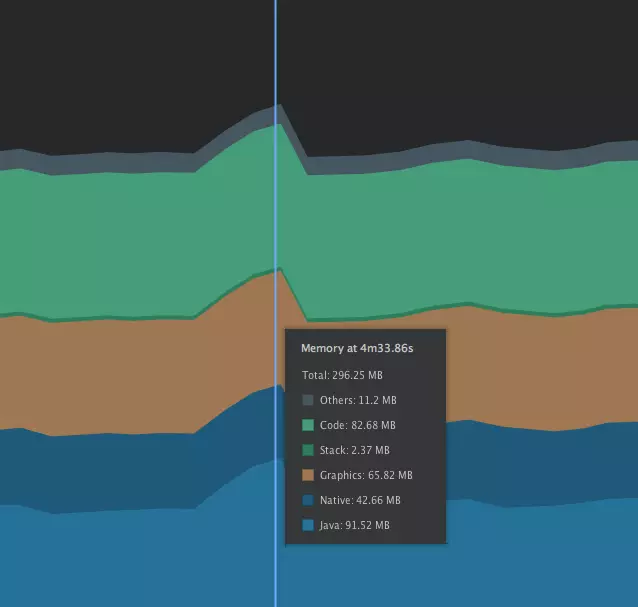 Memory at 4m33.86s
Total: 296.25 MB
Others: 11.2 MB
Code: 82.68 MB
Stack: 2.37 MB
Graphics: 65.82 MB
Native: 42.66 MB
Java: 91.52 MB